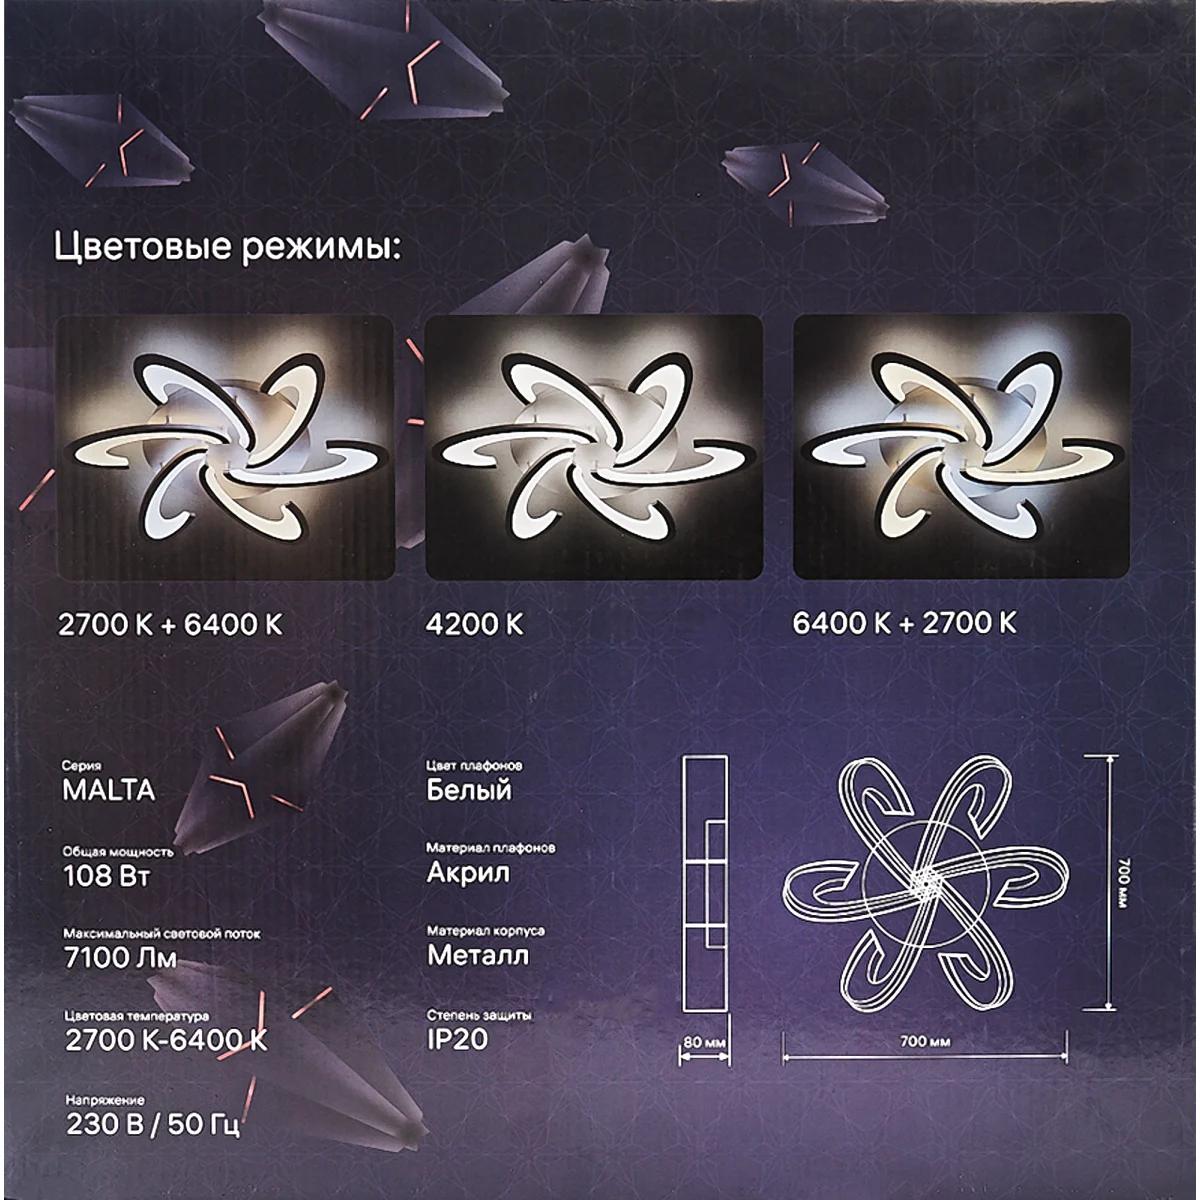 Цветовые режимы:
2700 K + 6400 K
4200 K
6400 K + 2700 K
Серия
MALTA
Общая мощность
108 Вт
Максимальный световой поток
7100 Лм
Цветовая температура
2700 K-6400 K
Напряжение
230 В / 50 Гц
Цвет плафонов
Белый
Материал плафонов
Акрил
Материал корпуса
Металл
Степень защиты
IP20
80 мм
700 мм
700 мм